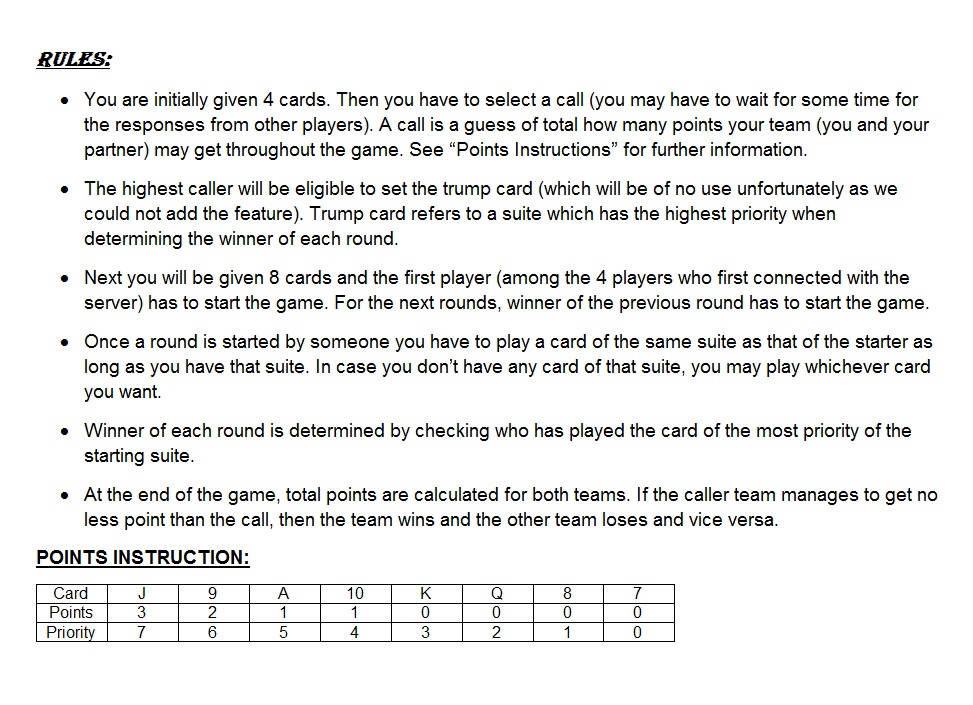 RULES:
• You are initially given 4 cards. Then you have to select a call (you may have to wait for some time for
the responses from other players). A call is a guess of total how many points your team (you and your
partner) may get throughout the game. See “Points Instructions” for further information.
• The highest caller will be eligible to set the trump card (which will be of no use unfortunately as we
could not add the feature). Trump card refers to a suite which has the highest priority when
determining the winner of each round.
• Next you will be given 8 cards and the first player (among the 4 players who first connected with the
server) has to start the game. For the next rounds, winner of the previous round has to start the game.
• Once a round is started by someone you have to play a card of the same suite as that of the starter as
long as you have that suite. In case you don’t have any card of that suite, you may play whichever card
you want.
• Winner of each round is determined by checking who has played the card of the most priority of the
starting suite.
• At the end of the game, total points are calculated for both teams. If the caller team manages to get no
less point than the call, then the team wins and the other team loses and vice versa.
POINTS INSTRUCTION:
Card J 9 A 10 K Q 8 7
Points 3 2 1 1 0 0 0 0
Priority 7 6 5 4 3 2 1 0